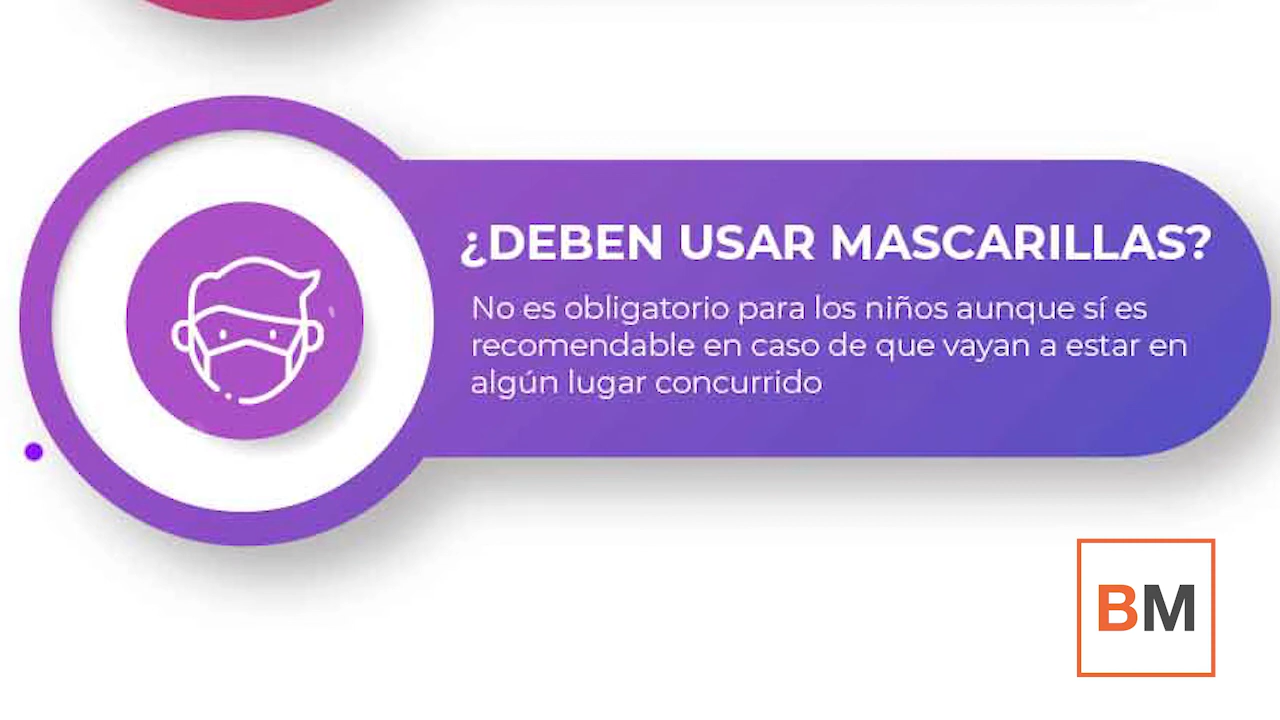 ¿DEBEN USAR MASCARILLAS?
No es obligatorio para los niños aunque sí es
recomendable en caso de que vayan a estar en
algún lugar concurrido
BM